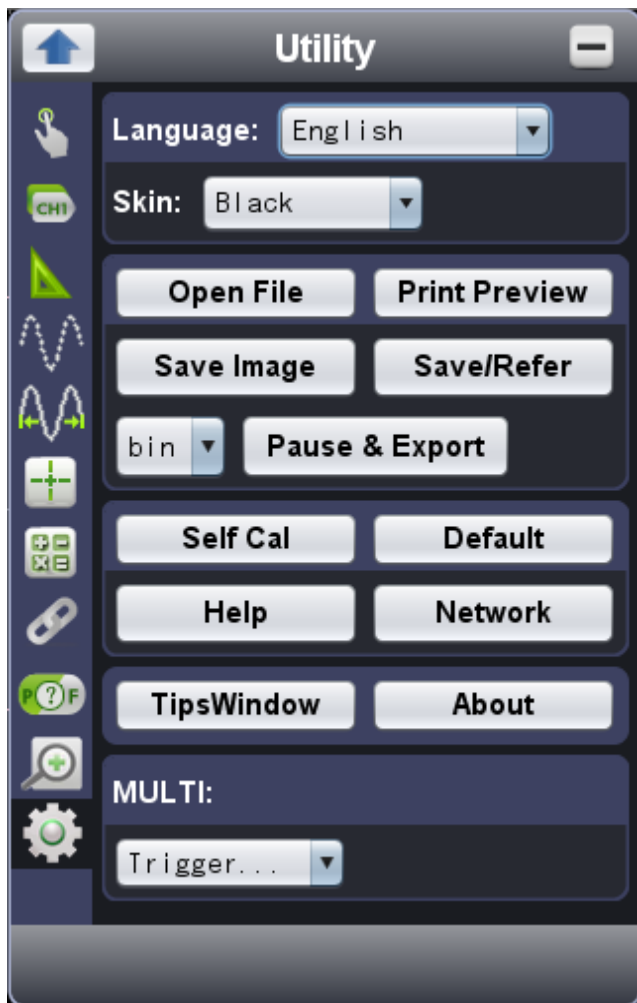 Utility
Language: English
CH1
Skin: Black
Open File Print Preview
Save Image Save/Refer
bin Pause & Export
Self Cal Default
Help Network
P?F TipsWindow About
MULTI:
Trigger...